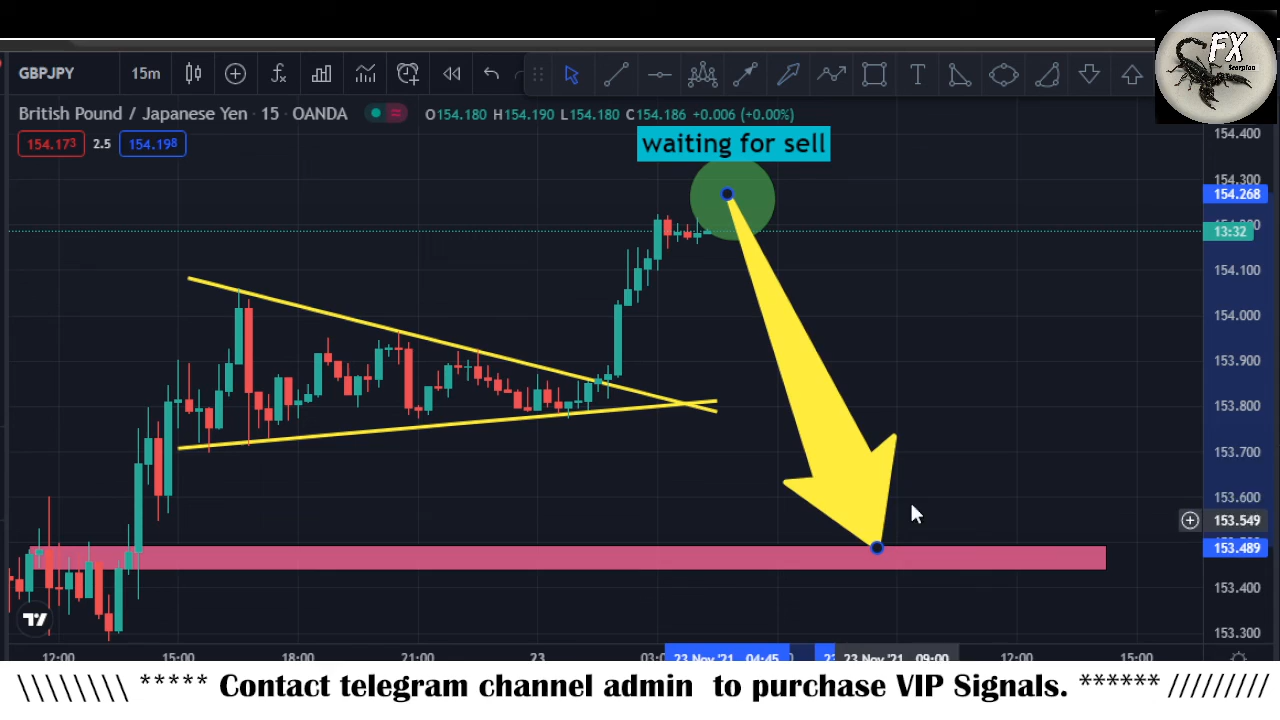 FX
Scorpion
GBPJPY 15m
British Pound / Japanese Yen · 15 · OANDA O154.180 H154.190 L154.180 C154.186 +0.006 (+0.00%)
154.173 2.5 154.198
waiting for sell
154.400
154.300
154.268
13:32
154.100
154.000
153.900
153.800
153.700
153.600
153.549
153.489
153.400
153.300
12:00 15:00 18:00 21:00 23 03:0 23 Nov '21 04:45 23 23 Nov '21 09:00 12:00 15:00
\\\\\\\\\ ***** Contact telegram channel admin to purchase VIP Signals. ****** /////////